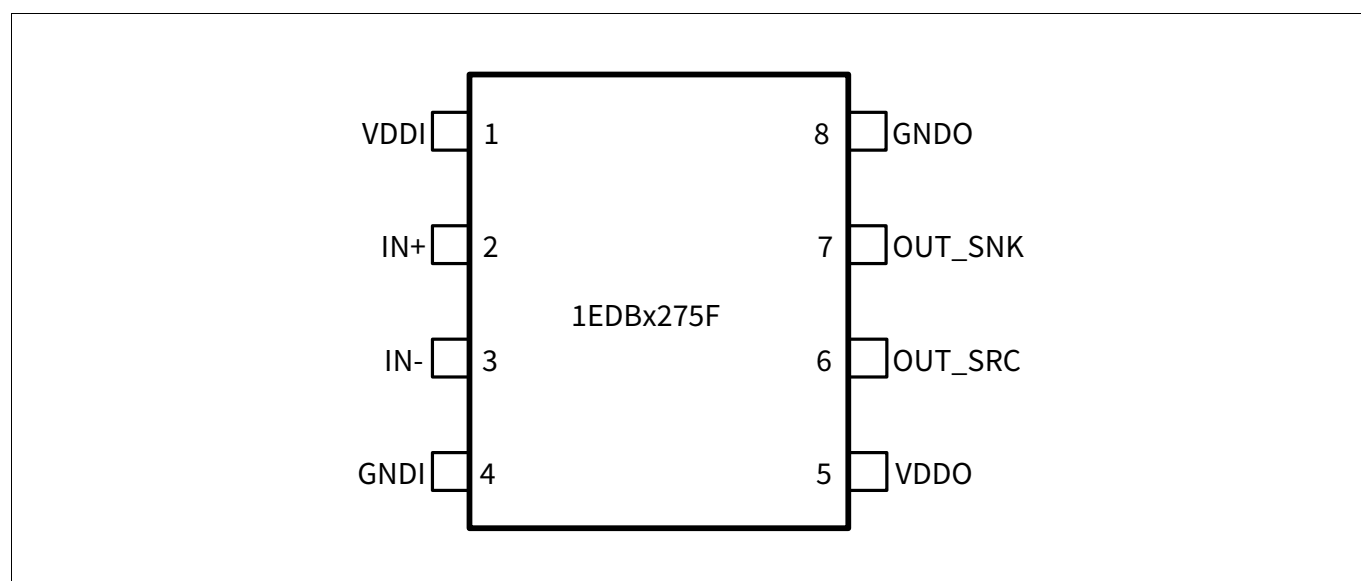 VDDI 1 8 GNDO
IN+ 2 7 OUT_SNK
1EDBx275F
IN- 3 6 OUT_SRC
GNDI 4 5 VDDO